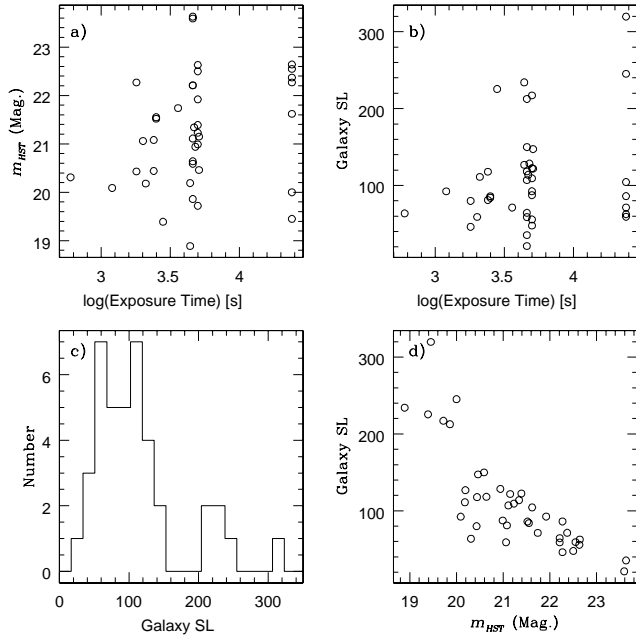 a)
m_HST (Mag.)
19
20
21
22
23
3
3.5
4
log(Exposure Time) [s]
b)
Galaxy SL
100
200
300
3
3.5
4
log(Exposure Time) [s]
c)
Number
0
2
4
6
0
100
200
300
Galaxy SL
d)
Galaxy SL
100
200
300
19
20
21
22
23
m_HST (Mag.)